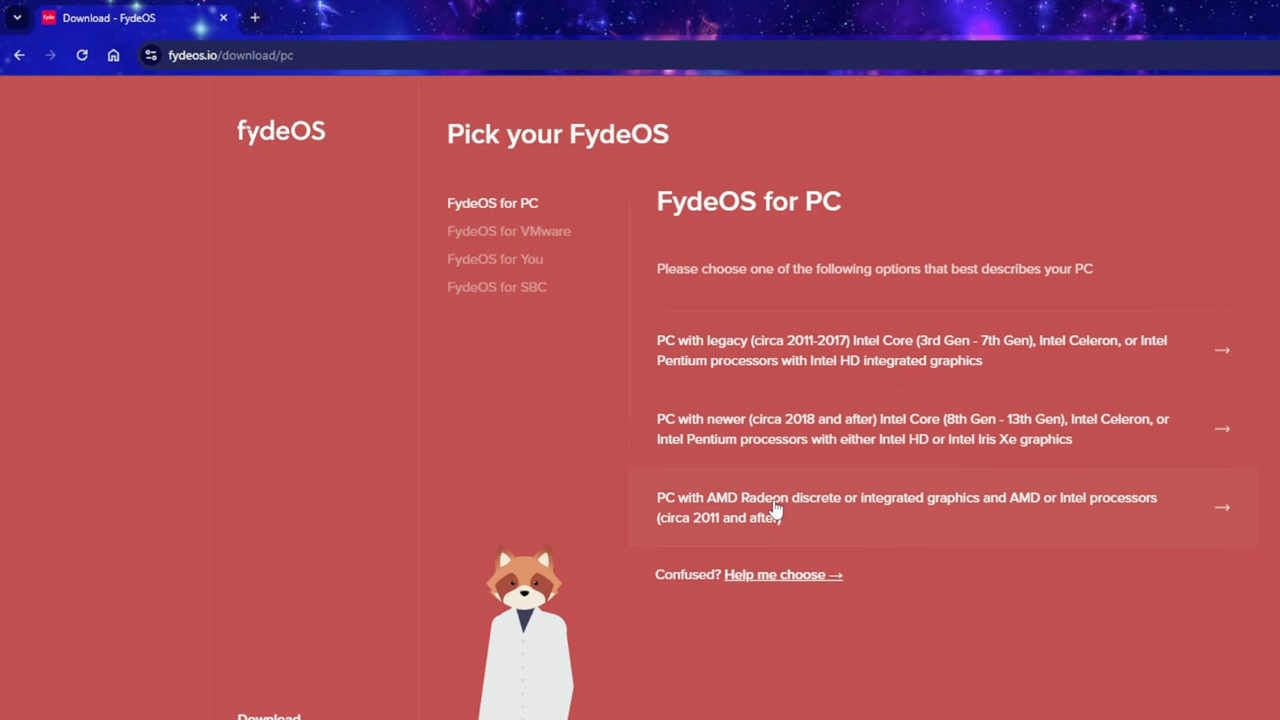 Fyde Download - FydeOS
fydeos.io/download/pc
fydeOS
Pick your FydeOS
FydeOS for PC
FydeOS for VMware
FydeOS for You
FydeOS for SBC
FydeOS for PC
Please choose one of the following options that best describes your PC
PC with legacy (circa 2011-2017) Intel Core (3rd Gen - 7th Gen), Intel Celeron, or Intel
Pentium processors with Intel HD integrated graphics
PC with newer (circa 2018 and after) Intel Core (8th Gen - 13th Gen), Intel Celeron, or
Intel Pentium processors with either Intel HD or Intel Iris Xe graphics
PC with AMD Radeon discrete or integrated graphics and AMD or Intel processors
(circa 2011 and after)
Confused? Help me choose →
Download